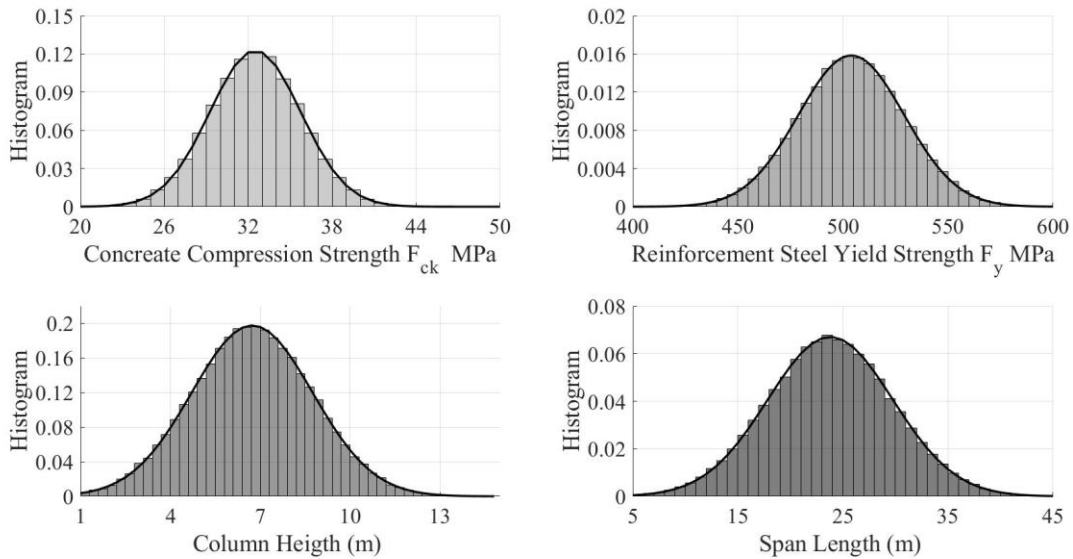 0.15
0.12
0.09
0.06
0.03
0
Histogram
20 26 32 38 44 50
Concreate Compression Strength F_ck MPa
0.02
0.016
0.012
0.008
0.004
0
Histogram
400 450 500 550 600
Reinforcement Steel Yield Strength F_y MPa
0.2
0.16
0.12
0.08
0.04
0
Histogram
1 4 7 10 13
Column Heigth (m)
0.08
0.06
0.04
0.02
0
Histogram
5 15 25 35 45
Span Length (m)